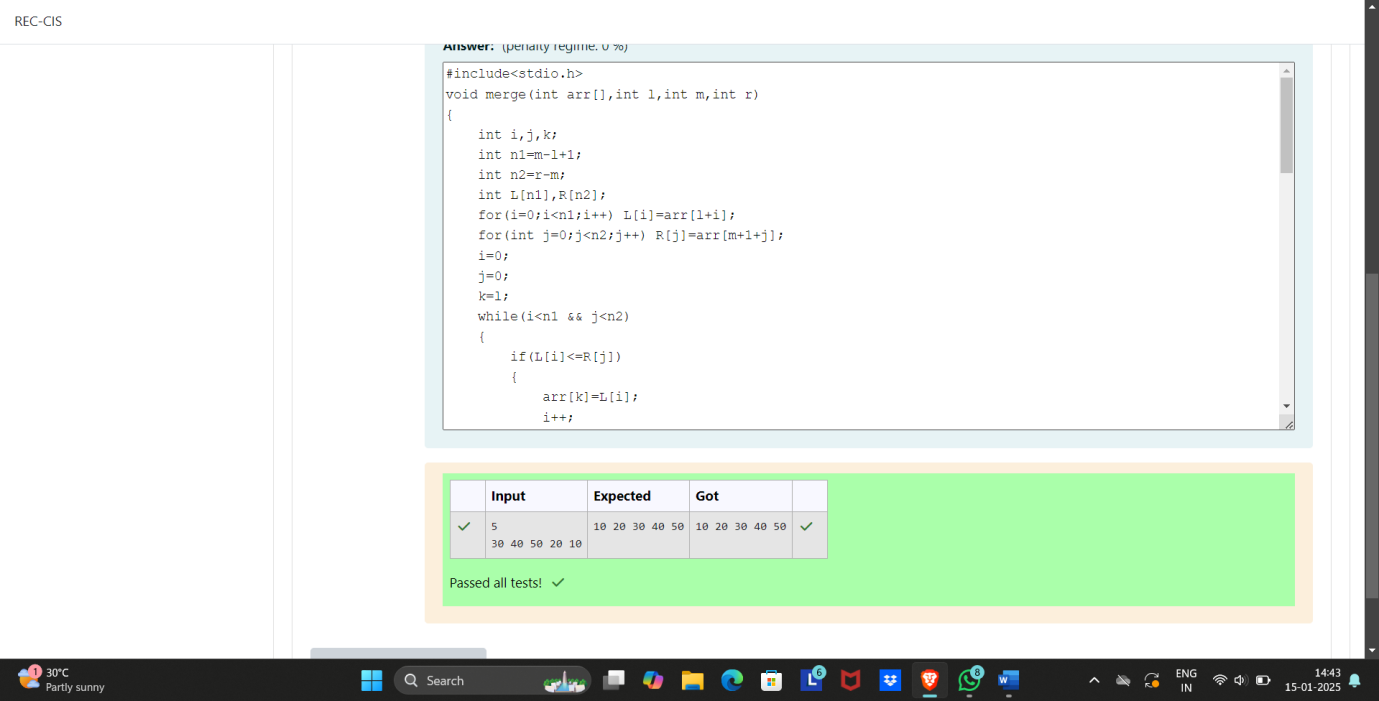 REC-CIS
Answer: (penalty regime: 0 %)
#include<stdio.h>
void merge(int arr[],int l,int m,int r)
{
    int i,j,k;
    int n1=m-l+1;
    int n2=r-m;
    int L[n1],R[n2];
    for(i=0;i<n1;i++) L[i]=arr[l+i];
    for(int j=0;j<n2;j++) R[j]=arr[m+1+j];
    i=0;
    j=0;
    k=l;
    while(i<n1 && j<n2)
    {
        if(L[i]<=R[j])
        {
            arr[k]=L[i];
            i++;
Input Expected Got
5 10 20 30 40 50 10 20 30 40 50
30 40 50 20 10
Passed all tests!
1 30°C
Partly sunny
Search
L 6
8
W
ENG
IN
14:43
15-01-2025